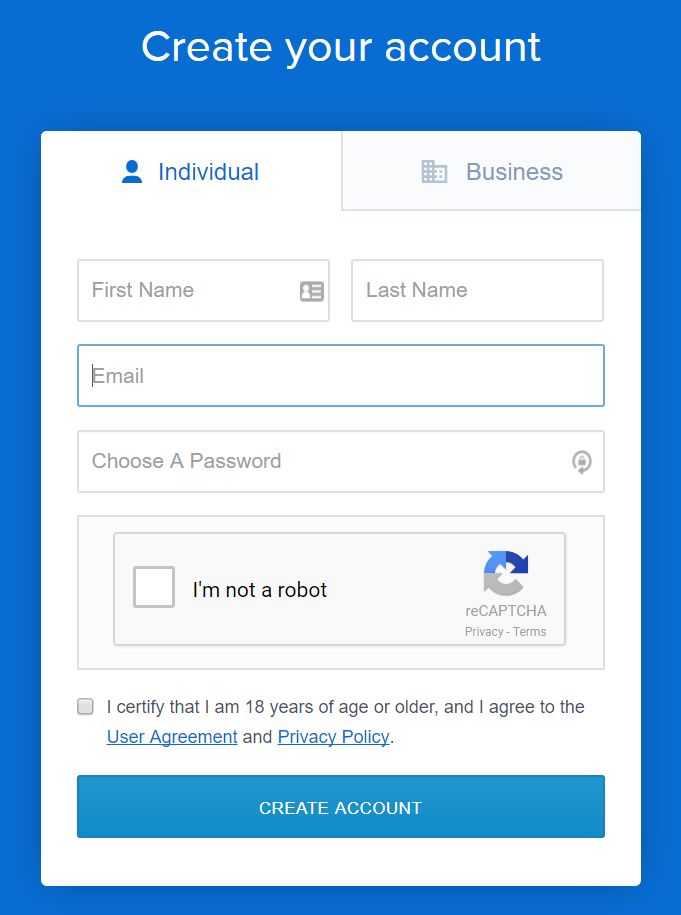 Create your account
Individual
Business
First Name
Last Name
Email
Choose A Password
I'm not a robot
reCAPTCHA
Privacy - Terms
I certify that I am 18 years of age or older, and I agree to the
User Agreement and Privacy Policy.
CREATE ACCOUNT